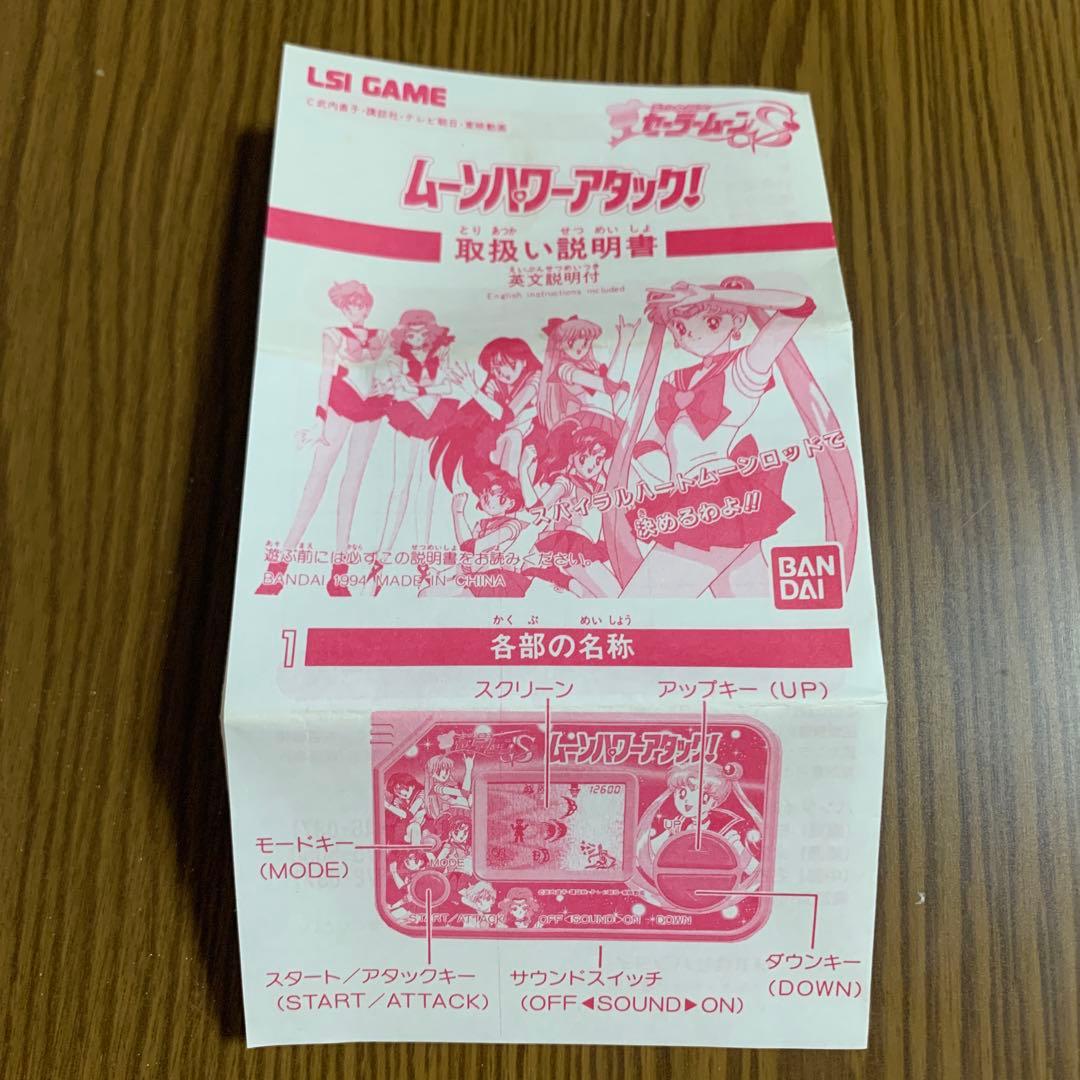 LSI GAME
C武内直子・講談社・テレビ朝日・東映動画
セーラームーンS
ムーンパワーアタック!
とり あつか せつ めい しょ
取扱い説明書
えいぶんせつめいつき
英文説明付
English instructions included
スパイラルハートムーンロッドで
き
決めるわよ!!
あそ まえ かなら せつめいしょ よ
遊ぶ前には必ずこの説明書をお読みください。
BANDAI 1994 MADE IN CHINA
BAN
DAI
かく ぶ めい しょう
1 各部の名称
スクリーン アップキー(UP)
S
ムーンパワーアタック!
12600
UP
モードキー
(MODE)
MODE
START/ATTACK OFF◀SOUND▶ON DOWN
スタート/アタックキー
(START/ATTACK)
サウンドスイッチ
(OFF◀SOUND▶ON)
ダウンキー
(DOWN)